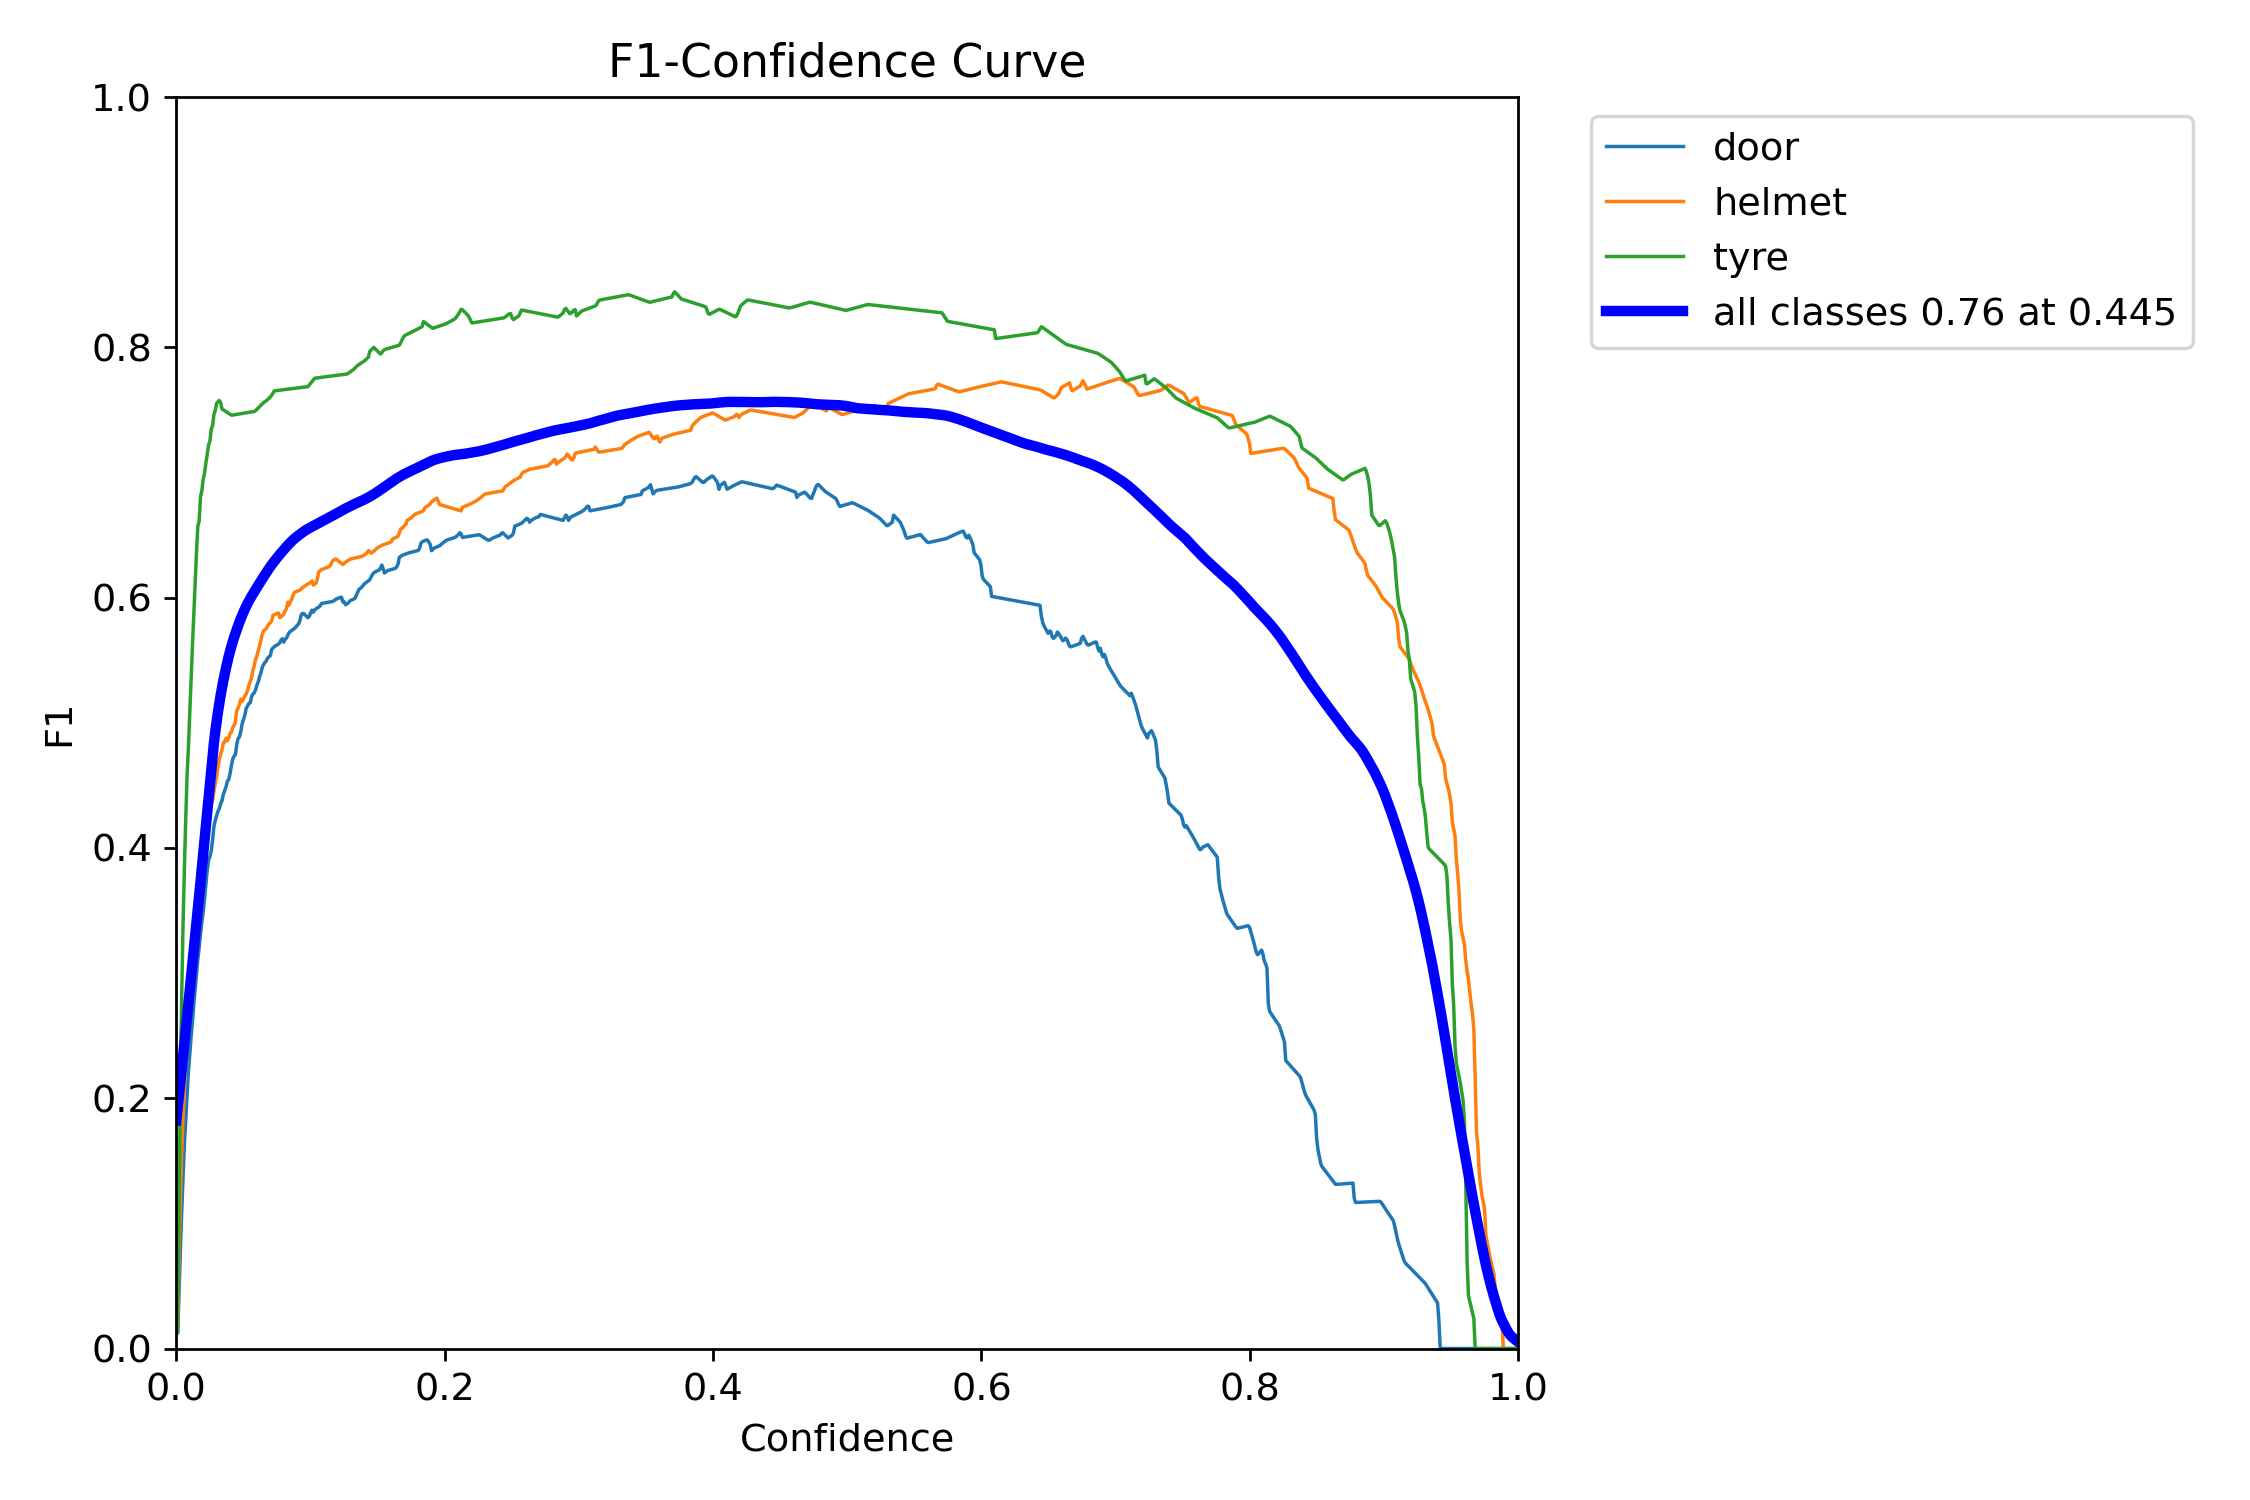 F1-Confidence Curve
1.0
0.8
0.6
0.4
0.2
0.0
F1
0.0 0.2 0.4 0.6 0.8 1.0
Confidence
door
helmet
tyre
all classes 0.76 at 0.445